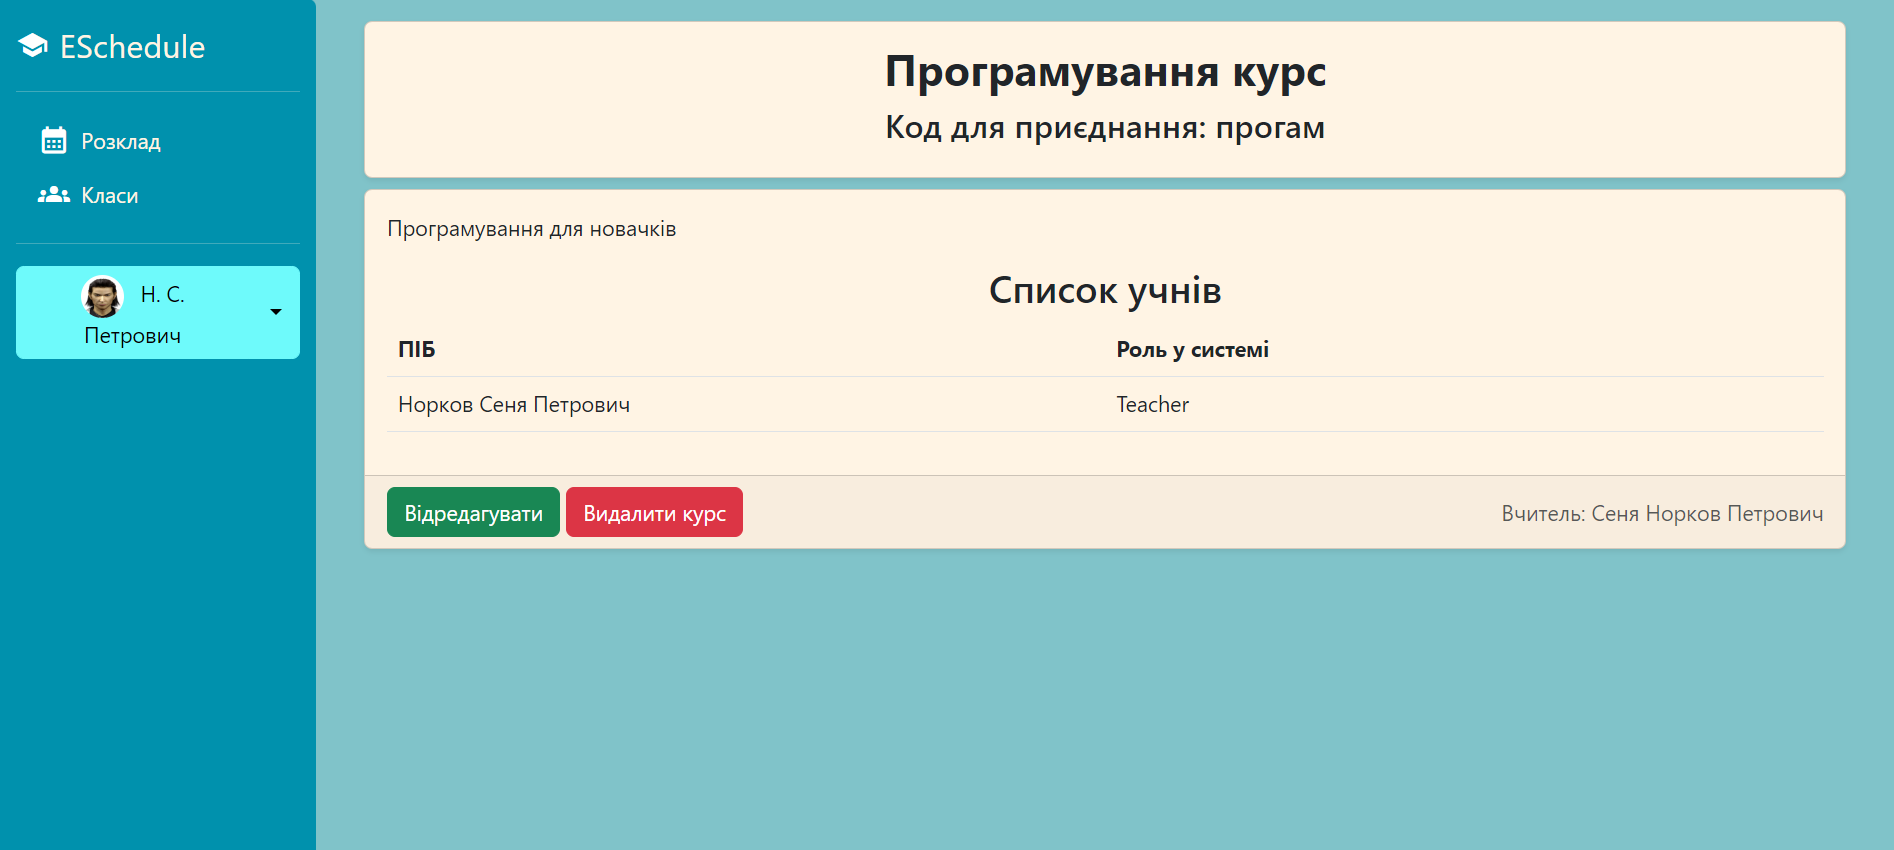 ESchedule
Розклад
Класи
Н. С.
Петрович
Програмування курс
Код для приєднання: прогам
Програмування для новачків
Список учнів
ПІБ Роль у системі
Норков Сеня Петрович Teacher
Відредагувати Видалити курс Вчитель: Сеня Норков Петрович